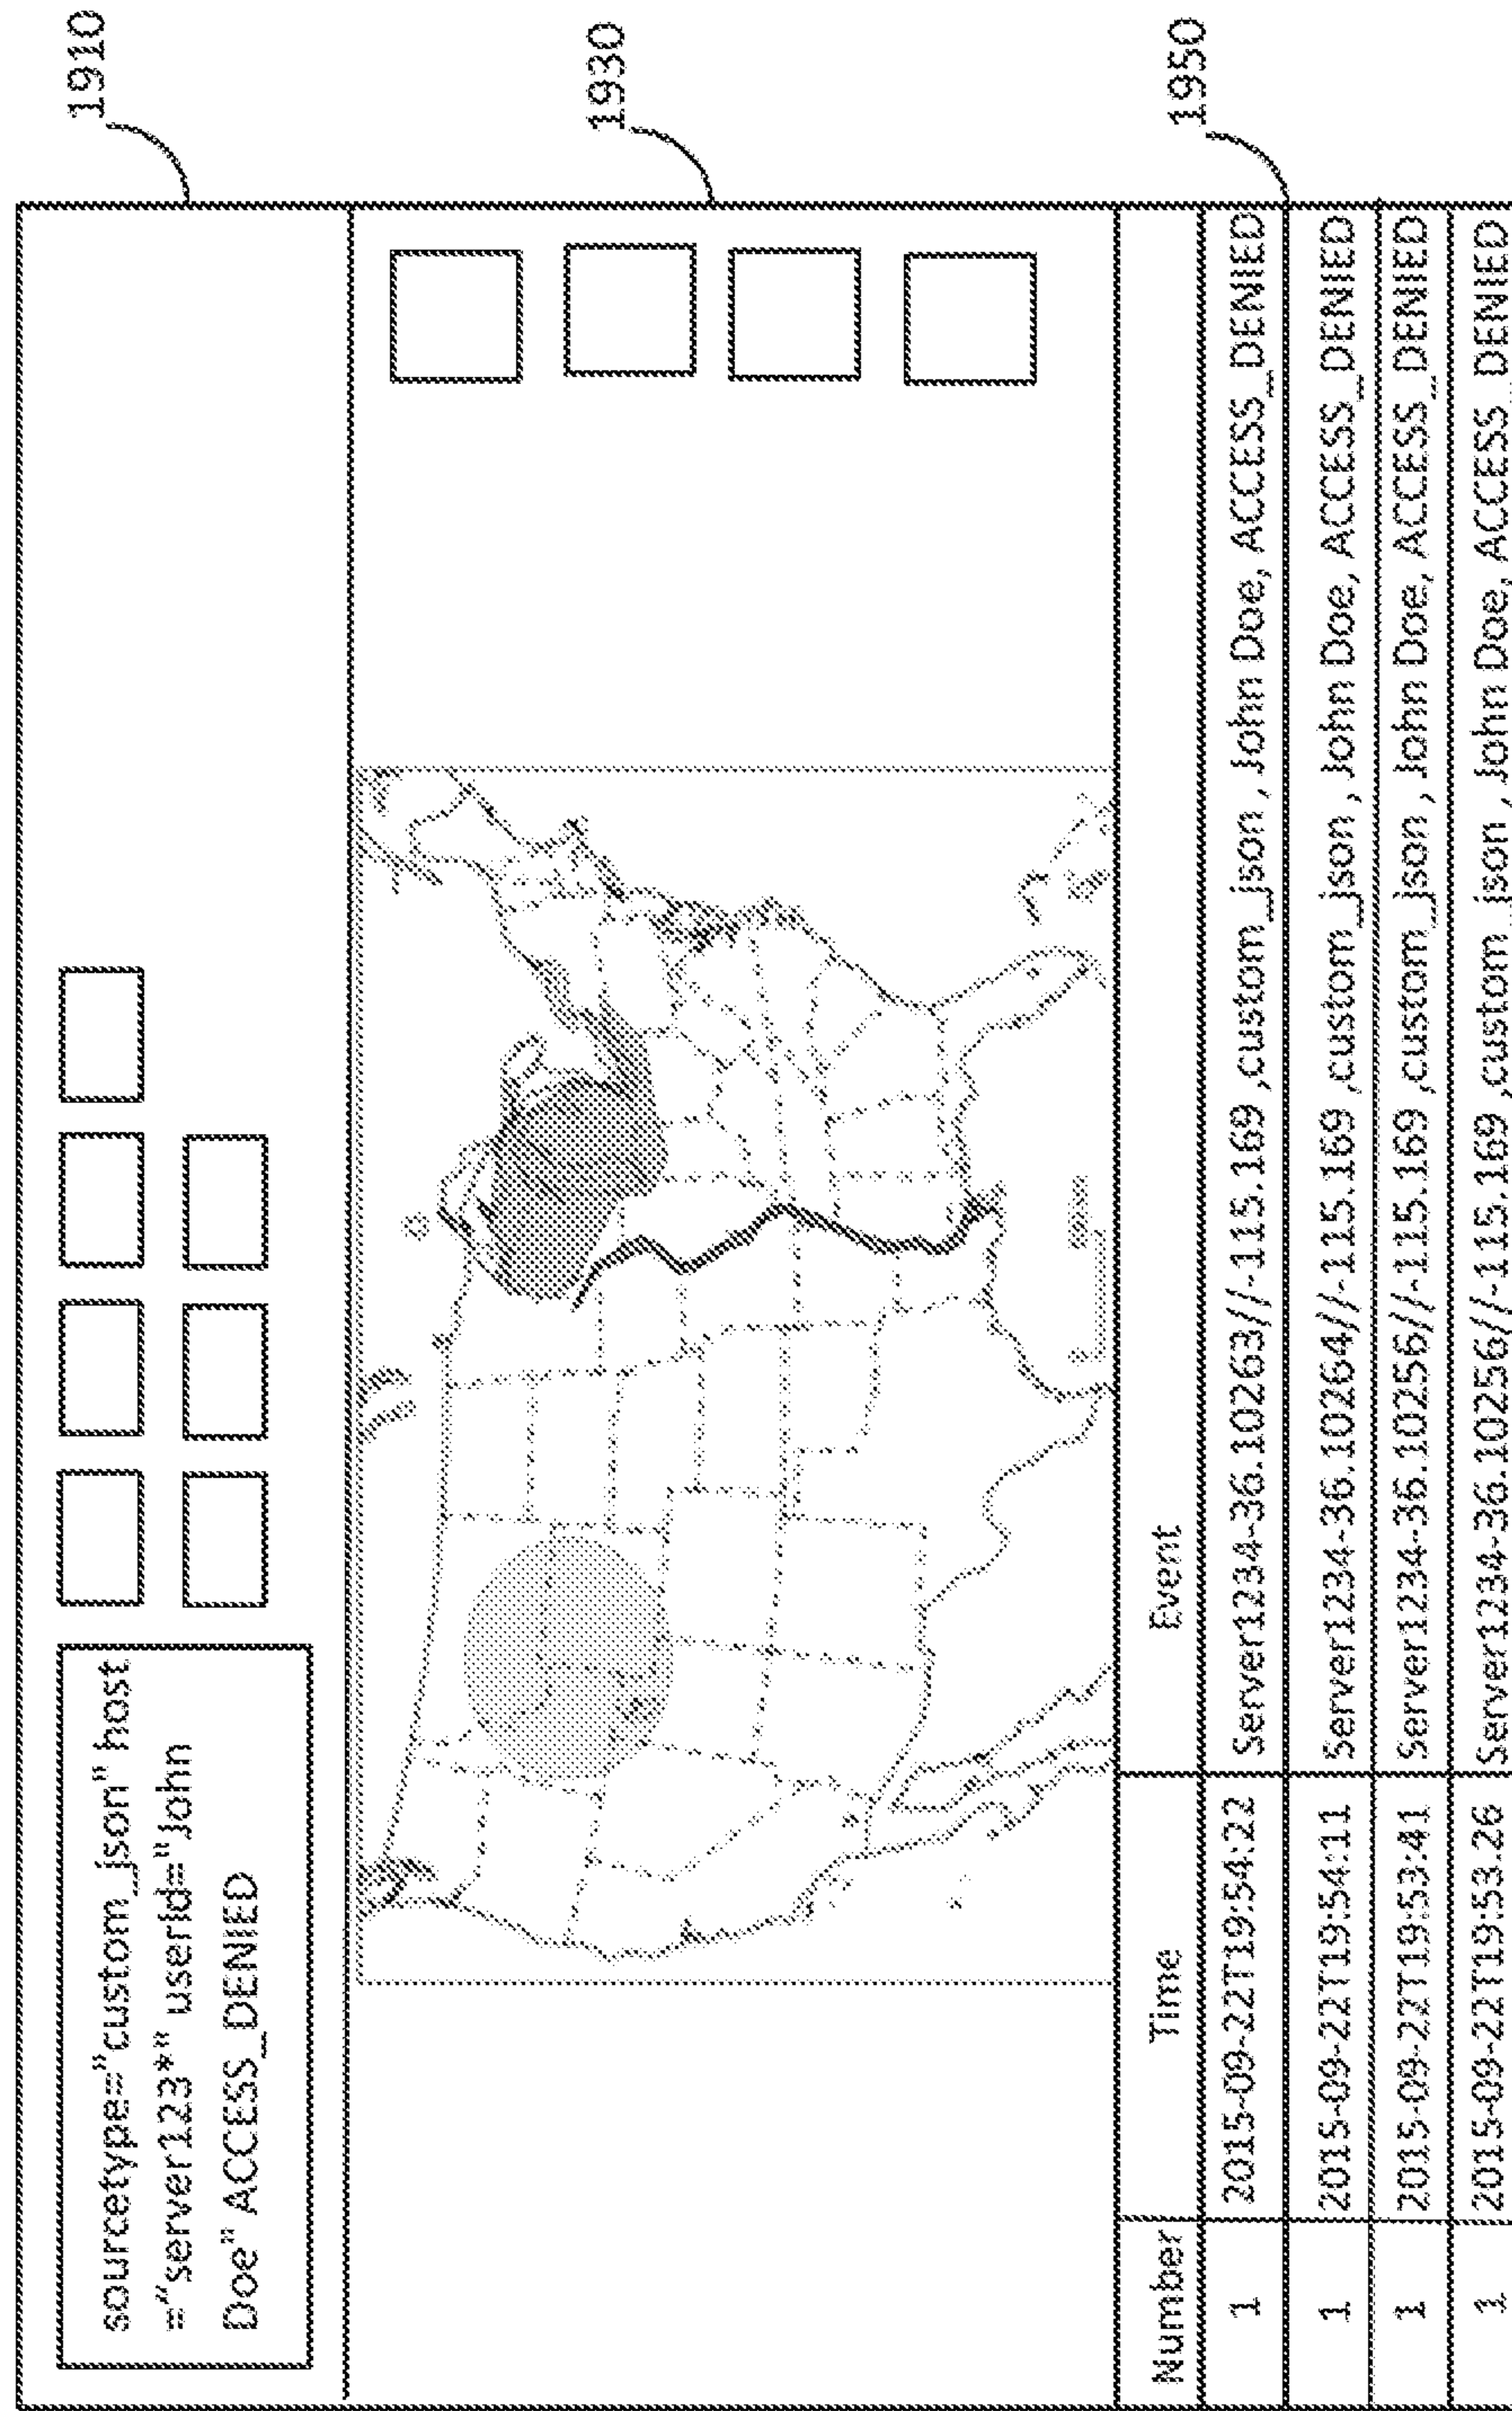 1910
sourcetype="custom_json" host
="server123*" userid="John
Doe" ACCESS_DENIED
1930
1950
Number Time Event
1 2015-09-22T19:54:22 Server1234-36.10263//-115.169 ,custom_json , John Doe, ACCESS_DENIED
1 2015-09-22T19:54:11 Server1234-36.10264//-115.169 ,custom_json , John Doe, ACCESS_DENIED
1 2015-09-22T19:53:41 Server1234-36.10256//-115.169 ,custom_json , John Doe, ACCESS_DENIED
1 2015-09-22T19:53:26 Server1234-36.10256//-115.169 ,custom_json , John Doe, ACCESS_DENIED